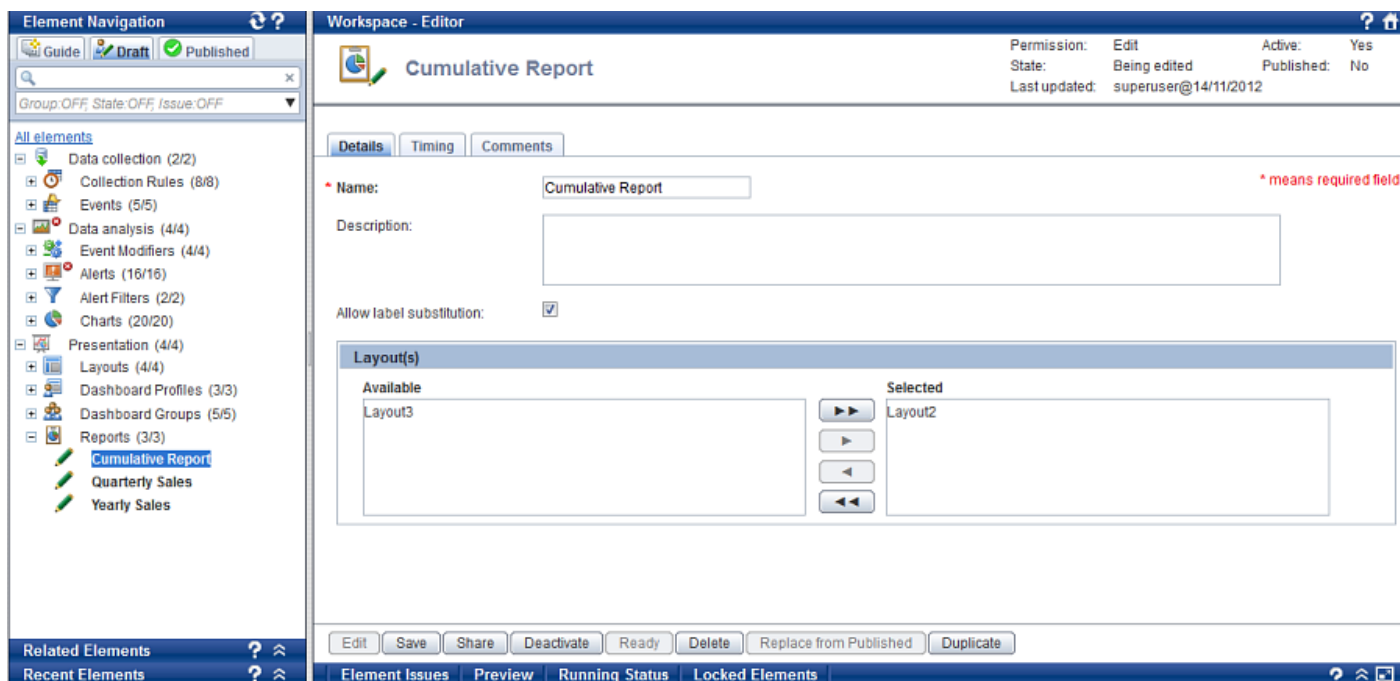 Element Navigation
Guide Draft Published
Group:OFF, State:OFF, Issue:OFF
All elements
Data collection (2/2)
Collection Rules (8/8)
Events (5/5)
Data analysis (4/4)
Event Modifiers (4/4)
Alerts (16/16)
Alert Filters (2/2)
Charts (20/20)
Presentation (4/4)
Layouts (4/4)
Dashboard Profiles (3/3)
Dashboard Groups (5/5)
Reports (3/3)
Cumulative Report
Quarterly Sales
Yearly Sales
Related Elements
Recent Elements
Workspace - Editor
Cumulative Report
Permission: Edit Active: Yes
State: Being edited Published: No
Last updated: superuser@14/11/2012
Details Timing Comments
* Name: Cumulative Report * means required field
Description:
Allow label substitution:
Layout(s)
Available Selected
Layout3 Layout2
Edit Save Share Deactivate Ready Delete Replace from Published Duplicate
Element Issues Preview Running Status Locked Elements